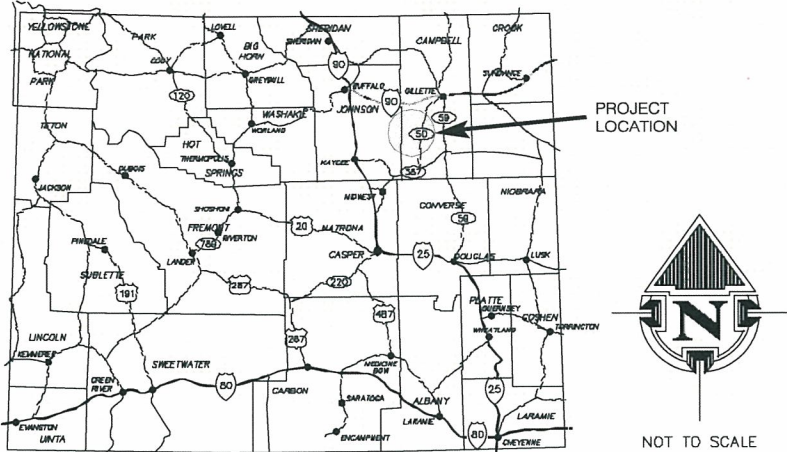 YELLOWSTONE
NATIONAL
PARK
PARK
LOVELL
BIG
HORN
SHERIDAN
SHERIDAN
CAMPBELL
CROOK
CODY
GREYBULL
90
BUFFALO
90
GILLETTE
SUNDANCE
120
JOHNSON
59
WASHAKIE
WORLAND
50
PROJECT
LOCATION
TETON
HOT
THERMOPOLIS
SPRINGS
KAYCEE
387
DUBOIS
JACKSON
MIDWEST
NIOBRARA
SHOSHONI
CONVERSE
59
FREMONT
RIVERTON
20
NATRONA
PINEDALE
789
LANDER
CASPER
25
DOUGLAS
LUSK
SUBLETTE
220
191
287
PLATTE
GUERNSEY
GOSHEN
487
N
LINCOLN
WHEATLAND
TORRINGTON
KEMMERER
287
SWEETWATER
MEDICINE
BOW
GREEN
RIVER
80
CARBON
25
SARATOGA
ALBANY
LARAMIE
LARAMIE
EVANSTON
UINTA
ENCAMPMENT
80
CHEYENNE
NOT TO SCALE